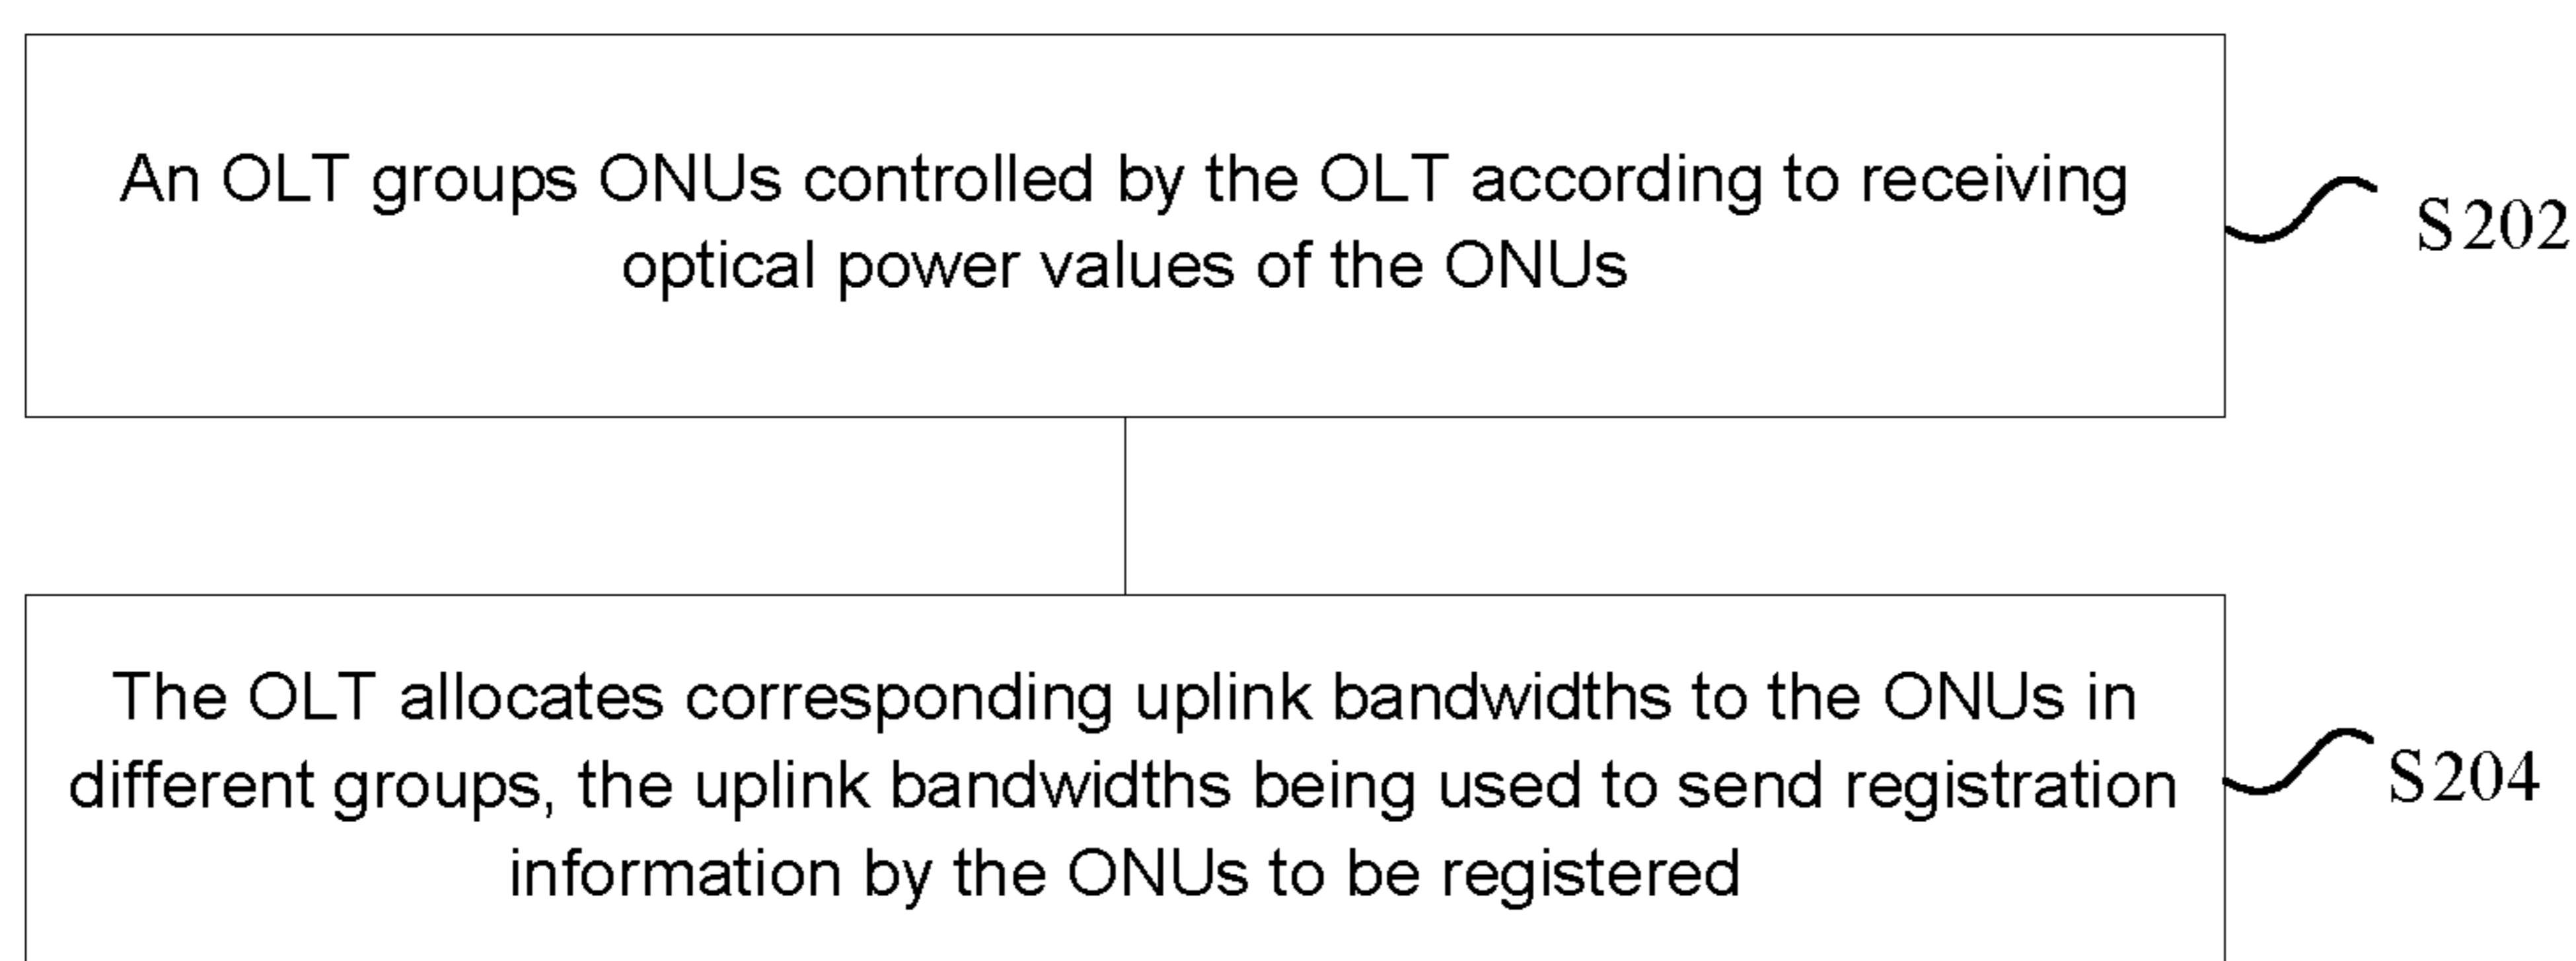 An OLT groups ONUs controlled by the OLT according to receiving
optical power values of the ONUs
S202
The OLT allocates corresponding uplink bandwidths to the ONUs in
different groups, the uplink bandwidths being used to send registration
information by the ONUs to be registered
S204